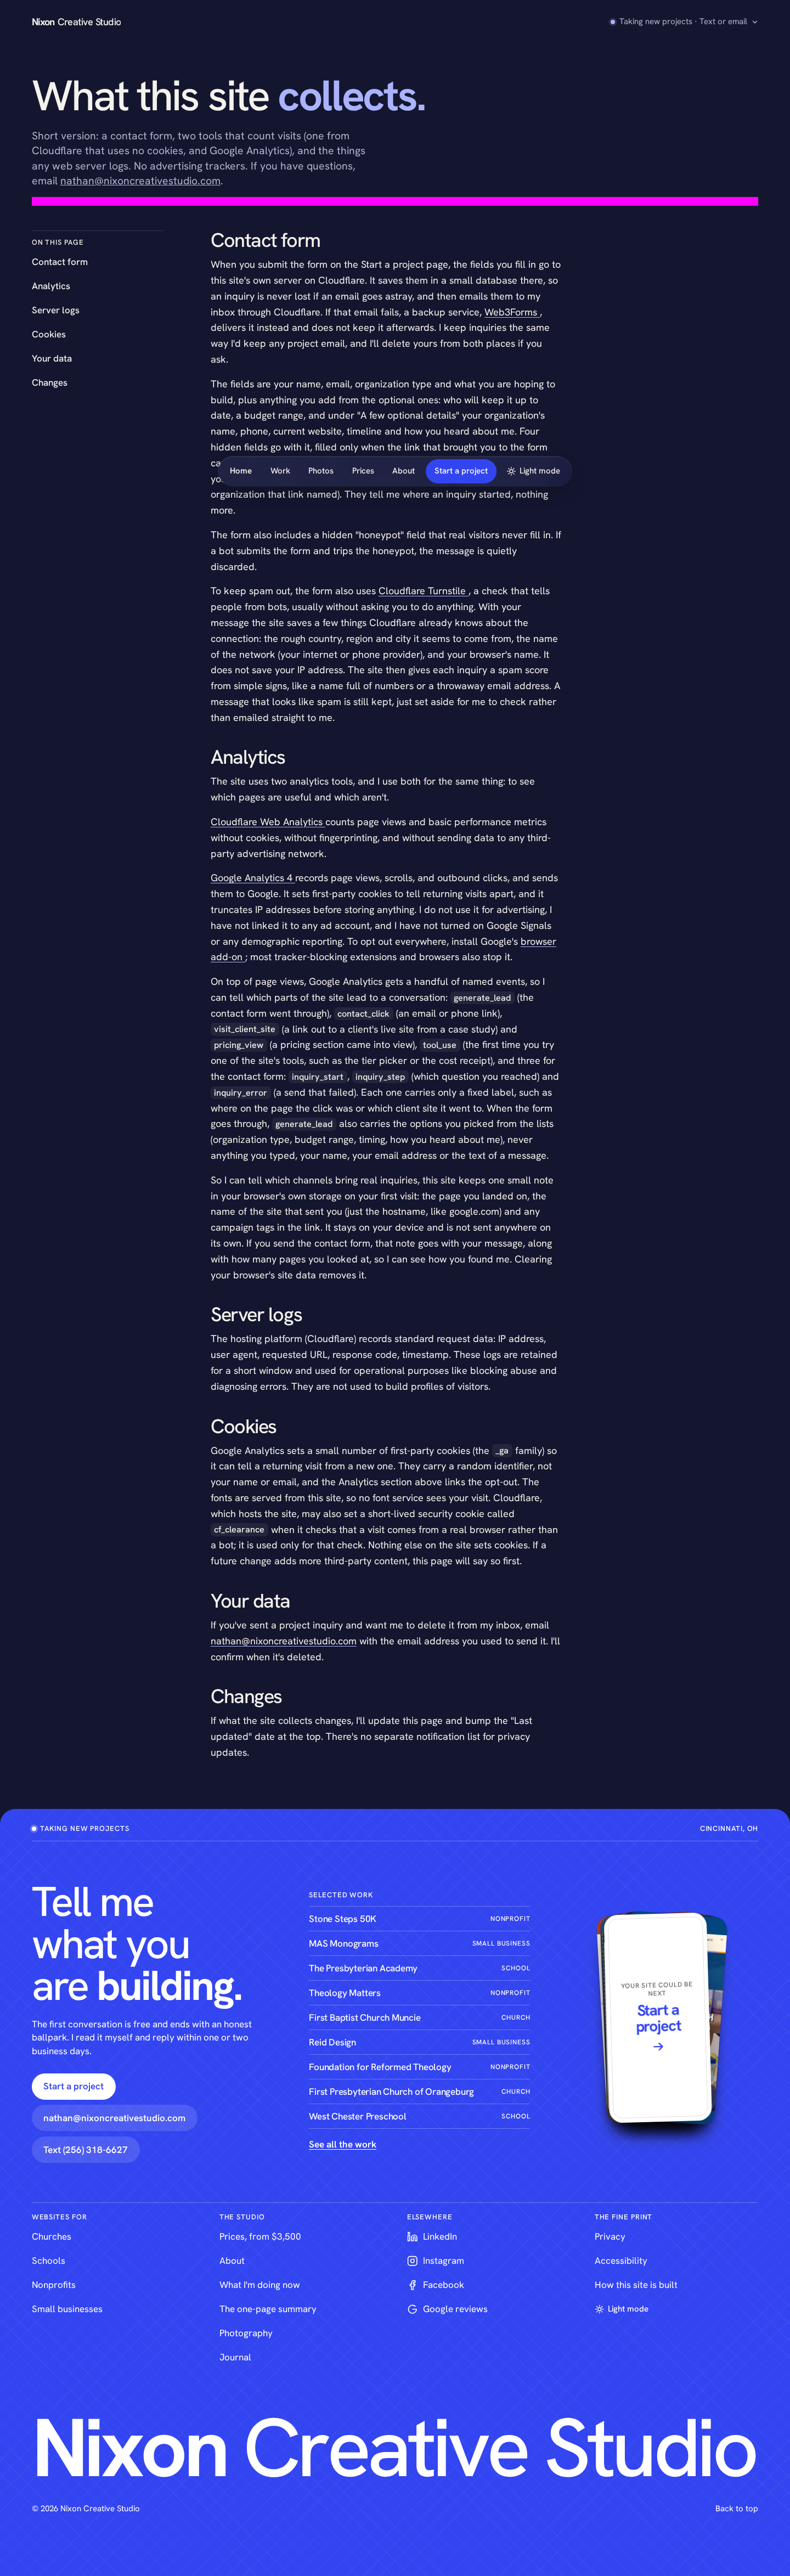 Nixon Creative Studio
Taking new projects · Text or email
What this site collects.
Short version: a contact form, two tools that count visits (one from
Cloudflare that uses no cookies, and Google Analytics), and the things
any web server logs. No advertising trackers. If you have questions,
email nathan@nixoncreativestudio.com.
ON THIS PAGE
Contact form
Analytics
Server logs
Cookies
Your data
Changes
Contact form
When you submit the form on the Start a project page, the fields you fill in go to
this site's own server on Cloudflare. It saves them in a small database there, so
an inquiry is never lost if an email goes astray, and then emails them to my
inbox through Cloudflare. If that email fails, a backup service, Web3Forms ,
delivers it instead and does not keep it afterwards. I keep inquiries the same
way I'd keep any project email, and I'll delete yours from both places if you
ask.
The fields are your name, email, organization type and what you are hoping to
build, plus anything you add from the optional ones: who will keep it up to
date, a budget range, and under "A few optional details" your organization's
name, phone, current website, timeline and how you heard about me. Four
hidden fields go with it, filled only when the link that brought you to the form
Home
Work
Photos
Prices
About
Start a project
Light mode
organization that link named). They tell me where an inquiry started, nothing
more.
The form also includes a hidden "honeypot" field that real visitors never fill in. If
a bot submits the form and trips the honeypot, the message is quietly
discarded.
To keep spam out, the form also uses Cloudflare Turnstile , a check that tells
people from bots, usually without asking you to do anything. With your
message the site saves a few things Cloudflare already knows about the
connection: the rough country, region and city it seems to come from, the name
of the network (your internet or phone provider), and your browser's name. It
does not save your IP address. The site then gives each inquiry a spam score
from simple signs, like a name full of numbers or a throwaway email address. A
message that looks like spam is still kept, just set aside for me to check rather
than emailed straight to me.
Analytics
The site uses two analytics tools, and I use both for the same thing: to see
which pages are useful and which aren't.
Cloudflare Web Analytics counts page views and basic performance metrics
without cookies, without fingerprinting, and without sending data to any third-
party advertising network.
Google Analytics 4 records page views, scrolls, and outbound clicks, and sends
them to Google. It sets first-party cookies to tell returning visits apart, and it
truncates IP addresses before storing anything. I do not use it for advertising, I
have not linked it to any ad account, and I have not turned on Google Signals
or any demographic reporting. To opt out everywhere, install Google's browser
add-on ; most tracker-blocking extensions and browsers also stop it.
On top of page views, Google Analytics gets a handful of named events, so I
can tell which parts of the site lead to a conversation: generate_lead (the
contact form went through), contact_click (an email or phone link),
visit_client_site (a link out to a client's live site from a case study) and
pricing_view (a pricing section came into view), tool_use (the first time you try
one of the site's tools, such as the tier picker or the cost receipt), and three for
the contact form: inquiry_start , inquiry_step (which question you reached) and
inquiry_error (a send that failed). Each one carries only a fixed label, such as
where on the page the click was or which client site it went to. When the form
goes through, generate_lead also carries the options you picked from the lists
(organization type, budget range, timing, how you heard about me), never
anything you typed, your name, your email address or the text of a message.
So I can tell which channels bring real inquiries, this site keeps one small note
in your browser's own storage on your first visit: the page you landed on, the
name of the site that sent you (just the hostname, like google.com) and any
campaign tags in the link. It stays on your device and is not sent anywhere on
its own. If you send the contact form, that note goes with your message, along
with how many pages you looked at, so I can see how you found me. Clearing
your browser's site data removes it.
Server logs
The hosting platform (Cloudflare) records standard request data: IP address,
user agent, requested URL, response code, timestamp. These logs are retained
for a short window and used for operational purposes like blocking abuse and
diagnosing errors. They are not used to build profiles of visitors.
Cookies
Google Analytics sets a small number of first-party cookies (the _ga family) so
it can tell a returning visit from a new one. They carry a random identifier, not
your name or email, and the Analytics section above links the opt-out. The
fonts are served from this site, so no font service sees your visit. Cloudflare,
which hosts the site, may also set a short-lived security cookie called
cf_clearance when it checks that a visit comes from a real browser rather than
a bot; it is used only for that check. Nothing else on the site sets cookies. If a
future change adds more third-party content, this page will say so first.
Your data
If you've sent a project inquiry and want me to delete it from my inbox, email
nathan@nixoncreativestudio.com with the email address you used to send it. I'll
confirm when it's deleted.
Changes
If what the site collects changes, I'll update this page and bump the "Last
updated" date at the top. There's no separate notification list for privacy
updates.
TAKING NEW PROJECTS
CINCINNATI, OH
Tell me
what you
are building.
The first conversation is free and ends with an honest
ballpark. I read it myself and reply within one or two
business days.
Start a project
nathan@nixoncreativestudio.com
Text (256) 318-6627
SELECTED WORK
Stone Steps 50K NONPROFIT
MAS Monograms SMALL BUSINESS
The Presbyterian Academy SCHOOL
Theology Matters NONPROFIT
First Baptist Church Muncie CHURCH
Reid Design SMALL BUSINESS
Foundation for Reformed Theology NONPROFIT
First Presbyterian Church of Orangeburg CHURCH
West Chester Preschool SCHOOL
See all the work
YOUR SITE COULD BE
NEXT
Start a
project
WEBSITES FOR
Churches
Schools
Nonprofits
Small businesses
THE STUDIO
Prices, from $3,500
About
What I'm doing now
The one-page summary
Photography
Journal
ELSEWHERE
LinkedIn
Instagram
Facebook
Google reviews
THE FINE PRINT
Privacy
Accessibility
How this site is built
Light mode
Nixon Creative Studio
© 2026 Nixon Creative Studio
Back to top